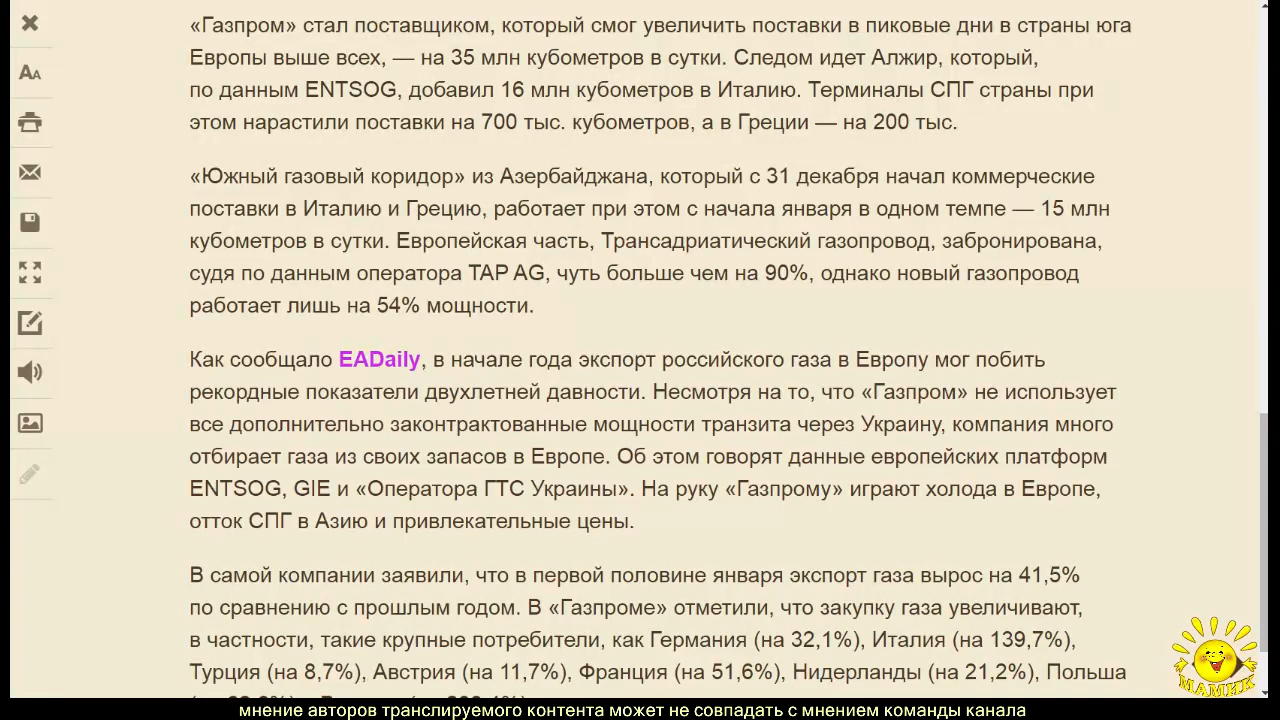 «Газпром» стал поставщиком, который смог увеличить поставки в пиковые дни в страны юга
Европы выше всех, — на 35 млн кубометров в сутки. Следом идет Алжир, который,
по данным ENTSOG, добавил 16 млн кубометров в Италию. Терминалы СПГ страны при
этом нарастили поставки на 700 тыс. кубометров, а в Греции — на 200 тыс.
«Южный газовый коридор» из Азербайджана, который с 31 декабря начал коммерческие
поставки в Италию и Грецию, работает при этом с начала января в одном темпе — 15 млн
кубометров в сутки. Европейская часть, Трансадриатический газопровод, забронирована,
судя по данным оператора TAP AG, чуть больше чем на 90%, однако новый газопровод
работает лишь на 54% мощности.
Как сообщало EADaily, в начале года экспорт российского газа в Европу мог побить
рекордные показатели двухлетней давности. Несмотря на то, что «Газпром» не использует
все дополнительно законтрактованные мощности транзита через Украину, компания много
отбирает газа из своих запасов в Европе. Об этом говорят данные европейских платформ
ENTSOG, GIE и «Оператора ГТС Украины». На руку «Газпрому» играют холода в Европе,
отток СПГ в Азию и привлекательные цены.
В самой компании заявили, что в первой половине января экспорт газа вырос на 41,5%
по сравнению с прошлым годом. В «Газпроме» отметили, что закупку газа увеличивают,
в частности, такие крупные потребители, как Германия (на 32,1%), Италия (на 139,7%),
Турция (на 8,7%), Австрия (на 11,7%), Франция (на 51,6%), Нидерланды (на 21,2%), Польша
МАМИК
мнение авторов транслируемого контента может не совпадать с мнением команды канала